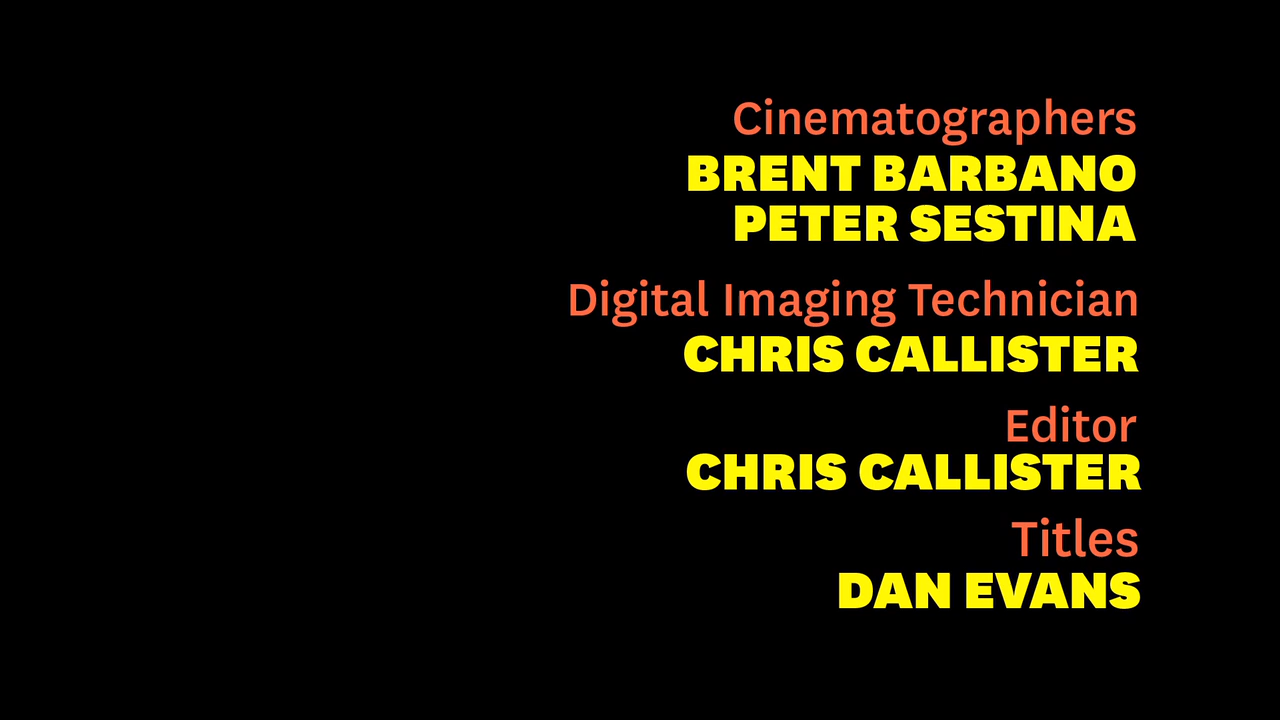 Cinematographers
BRENT BARBANO
PETER SESTINA
Digital Imaging Technician
CHRIS CALLISTER
Editor
CHRIS CALLISTER
Titles
DAN EVANS